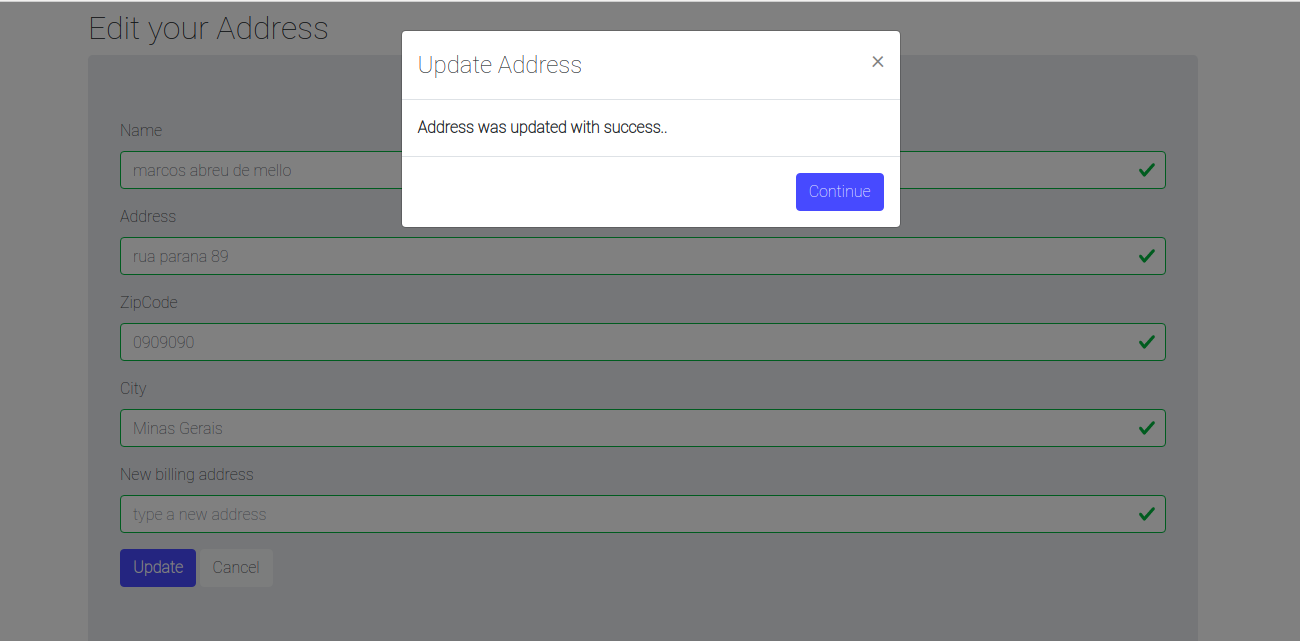 Edit your Address
Update Address
×
Address was updated with success..
Continue
Name
marcos abreu de mello
Address
rua parana 89
ZipCode
0909090
City
Minas Gerais
New billing address
type a new address
Update Cancel